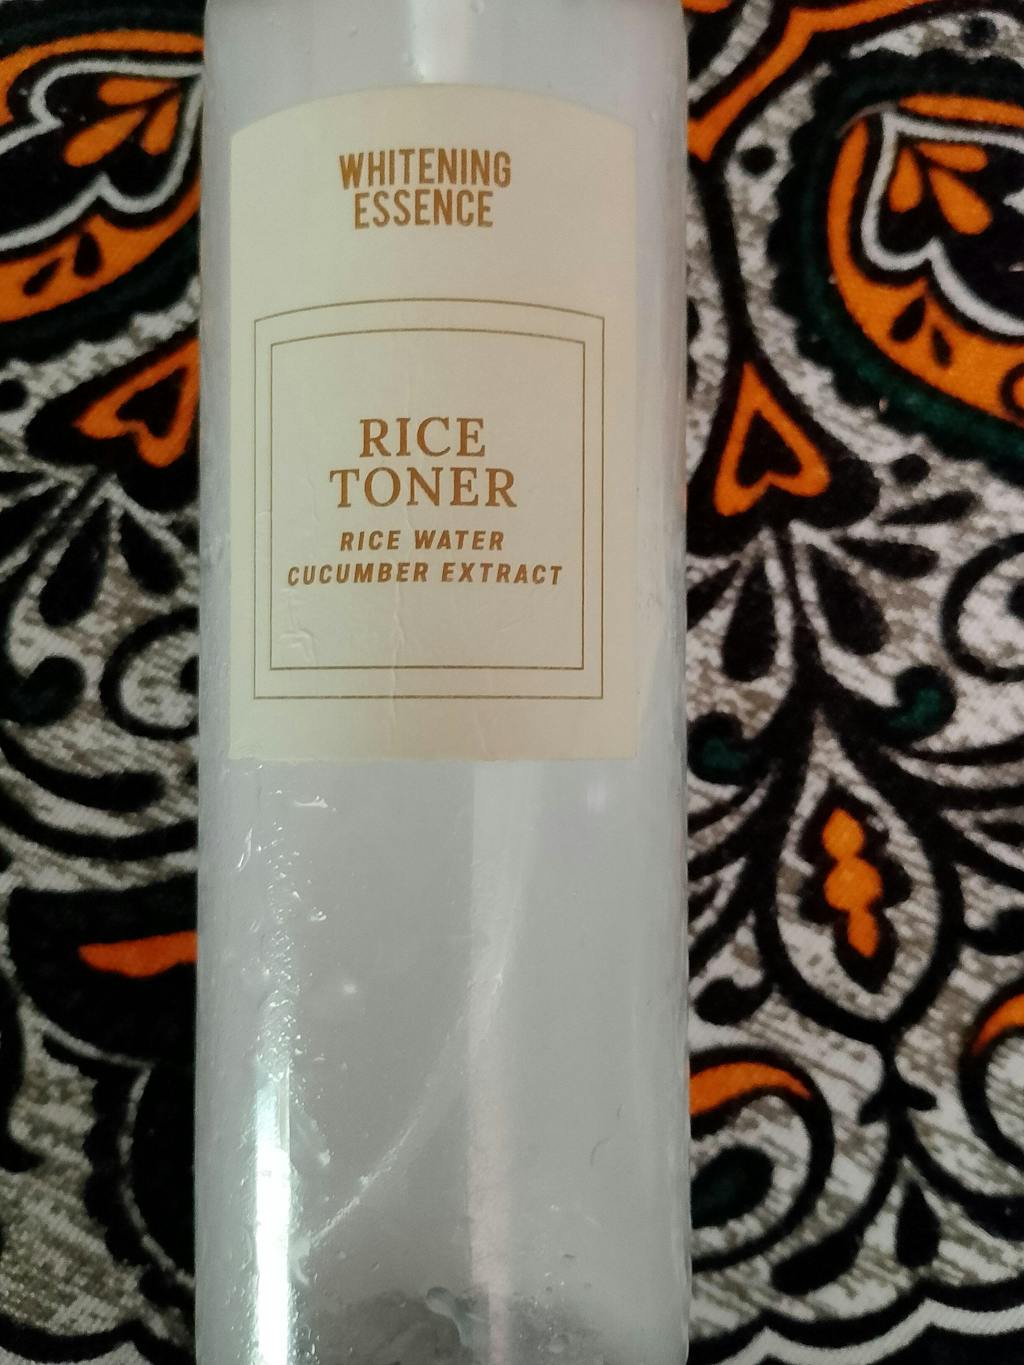 WHITENING
ESSENCE
RICE
TONER
RICE WATER
CUCUMBER EXTRACT